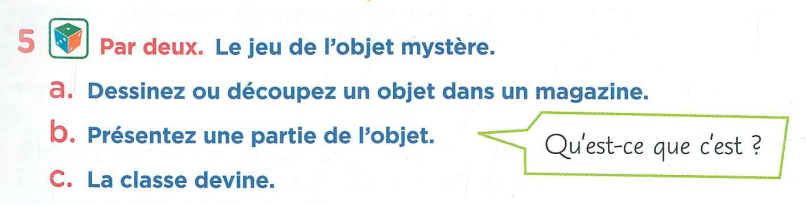 5 Par deux. Le jeu de l'objet mystère.
a. Dessinez ou découpez un objet dans un magazine.
b. Présentez une partie de l'objet.
Qu'est-ce que c'est ?
c. La classe devine.